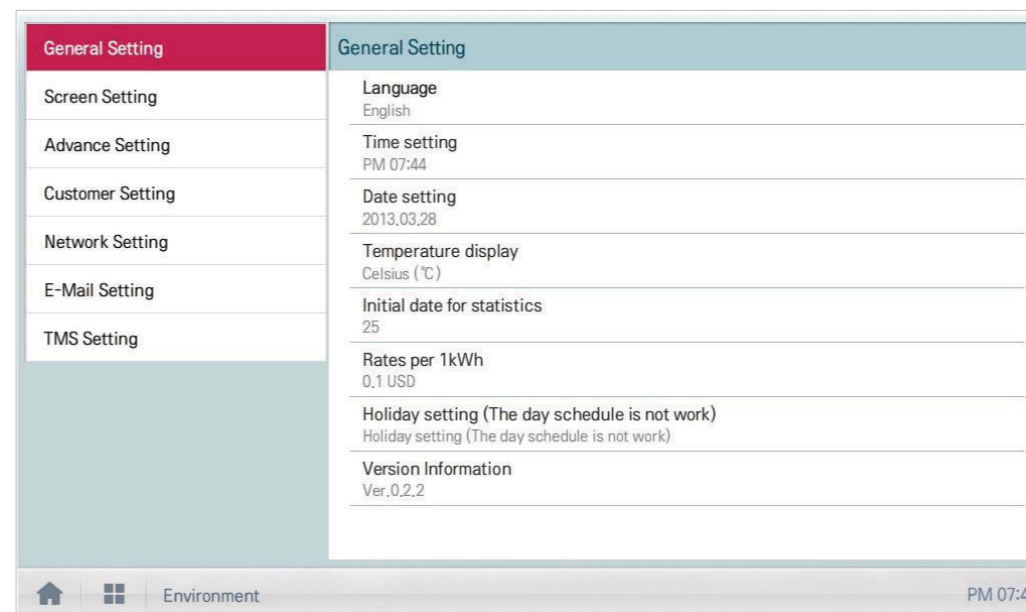 General Setting
Screen Setting
Advance Setting
Customer Setting
Network Setting
E-Mail Setting
TMS Setting
General Setting
Language
English
Time setting
PM 07:44
Date setting
2013.03.28
Temperature display
Celsius (℃)
Initial date for statistics
25
Rates per 1kWh
0.1 USD
Holiday setting (The day schedule is not work)
Holiday setting (The day schedule is not work)
Version Information
Ver.0.2.2
Environment
PM 07:4